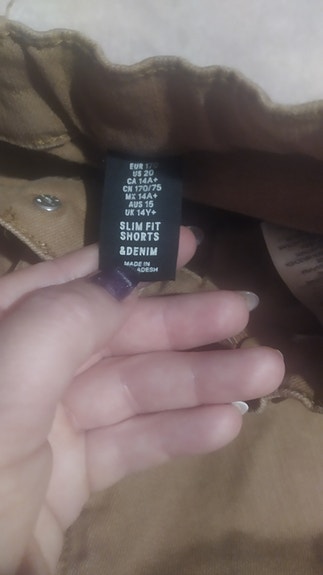 EUR
US 20
CA 14A+
CN 170/75
MX 14A+
AUS 15
UK 14Y+
SLIM FIT
SHORTS
&DENIM
MADE IN
ADESH